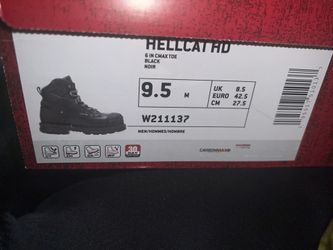 HELLCAT HD
6 IN CMAX TOE
BLACK
NOIR
9.5 M
UK 8.5
EURO 42.5
CM 27.5
W211137
MEN/HOMMES/HOMBRE
CARBONMAX